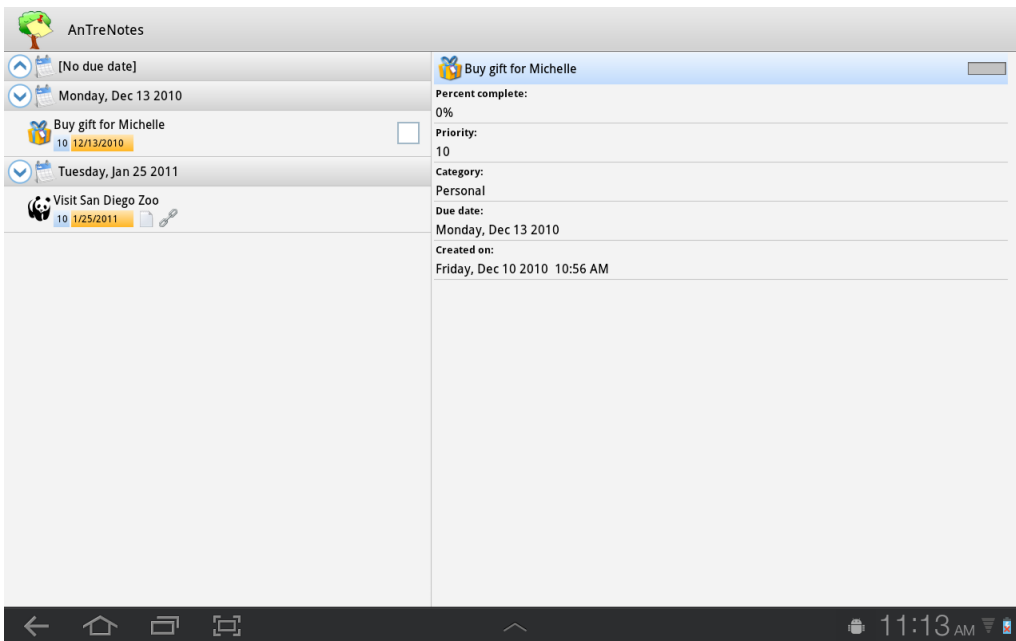 AnTreNotes
[No due date]
Monday, Dec 13 2010
Buy gift for Michelle
10 12/13/2010
Tuesday, Jan 25 2011
Visit San Diego Zoo
10 1/25/2011
Buy gift for Michelle
Percent complete:
0%
Priority:
10
Category:
Personal
Due date:
Monday, Dec 13 2010
Created on:
Friday, Dec 10 2010 10:56 AM
11:13 AM